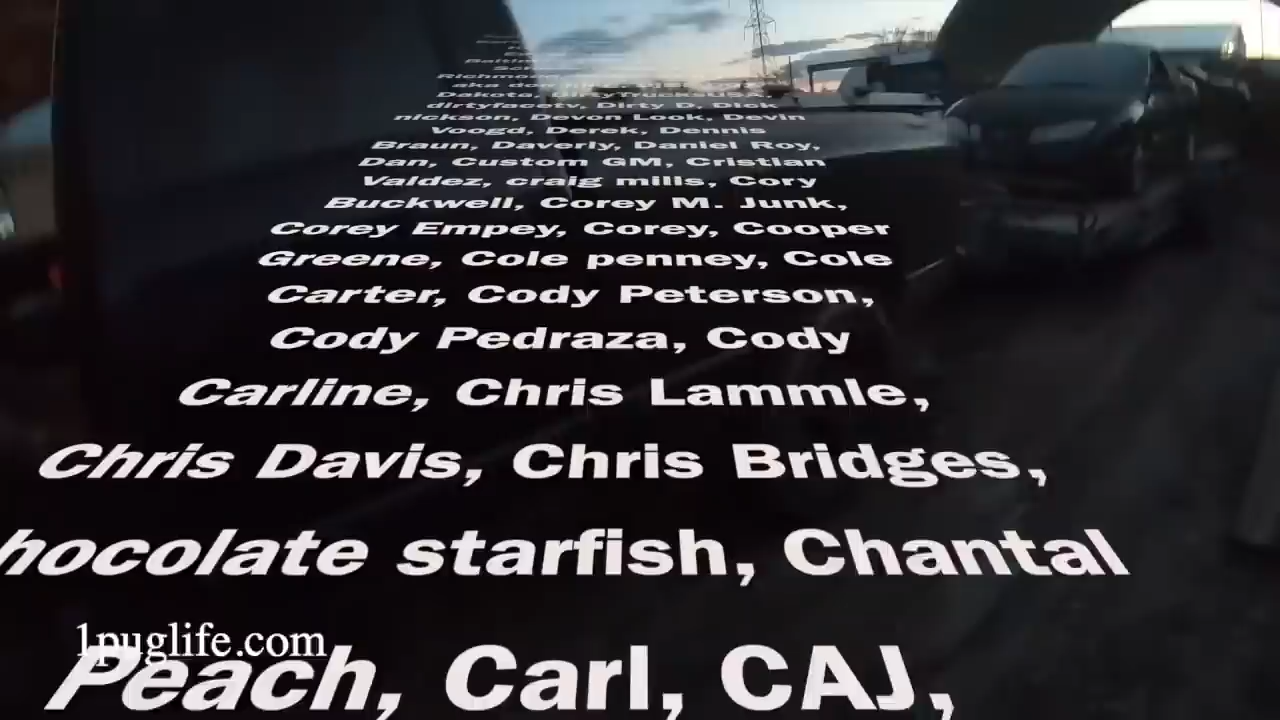 Dakota,
dirtyfacetv, Dirty D, Dick
nickson, Devon Look, Devin
Voogd, Derek, Dennis
Braun, Daverly, Daniel Roy,
Dan, Custom GM, Cristian
Valdez, craig mills, Cory
Buckwell, Corey M. Junk,
Corey Empey, Corey, Cooper
Greene, Cole penney, Cole
Carter, Cody Peterson,
Cody Pedraza, Cody
Carline, Chris Lammle,
Chris Davis, Chris Bridges,
hocolate starfish, Chantal
1puglife.com
Peach, Carl, CAJ,